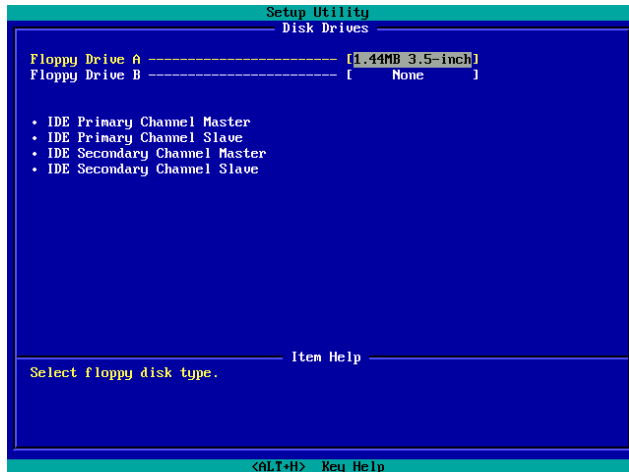 Setup Utility
Disk Drives
Floppy Drive A ------------------------ [1.44MB 3.5-inch]
Floppy Drive B ------------------------ [ None ]
• IDE Primary Channel Master
• IDE Primary Channel Slave
• IDE Secondary Channel Master
• IDE Secondary Channel Slave
Item Help
Select floppy disk type.
<ALT+H> Key Help